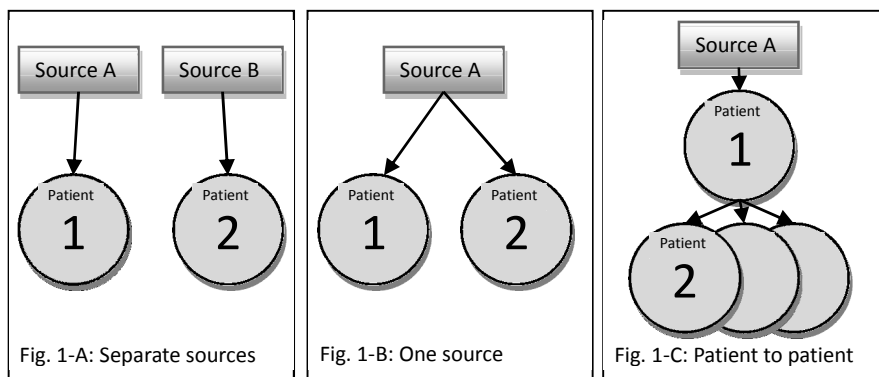 Source A
Source B
Patient
1
Patient
2
Fig. 1-A: Separate sources
Source A
Patient
1
Patient
2
Fig. 1-B: One source
Source A
Patient
1
Patient
2
Fig. 1-C: Patient to patient